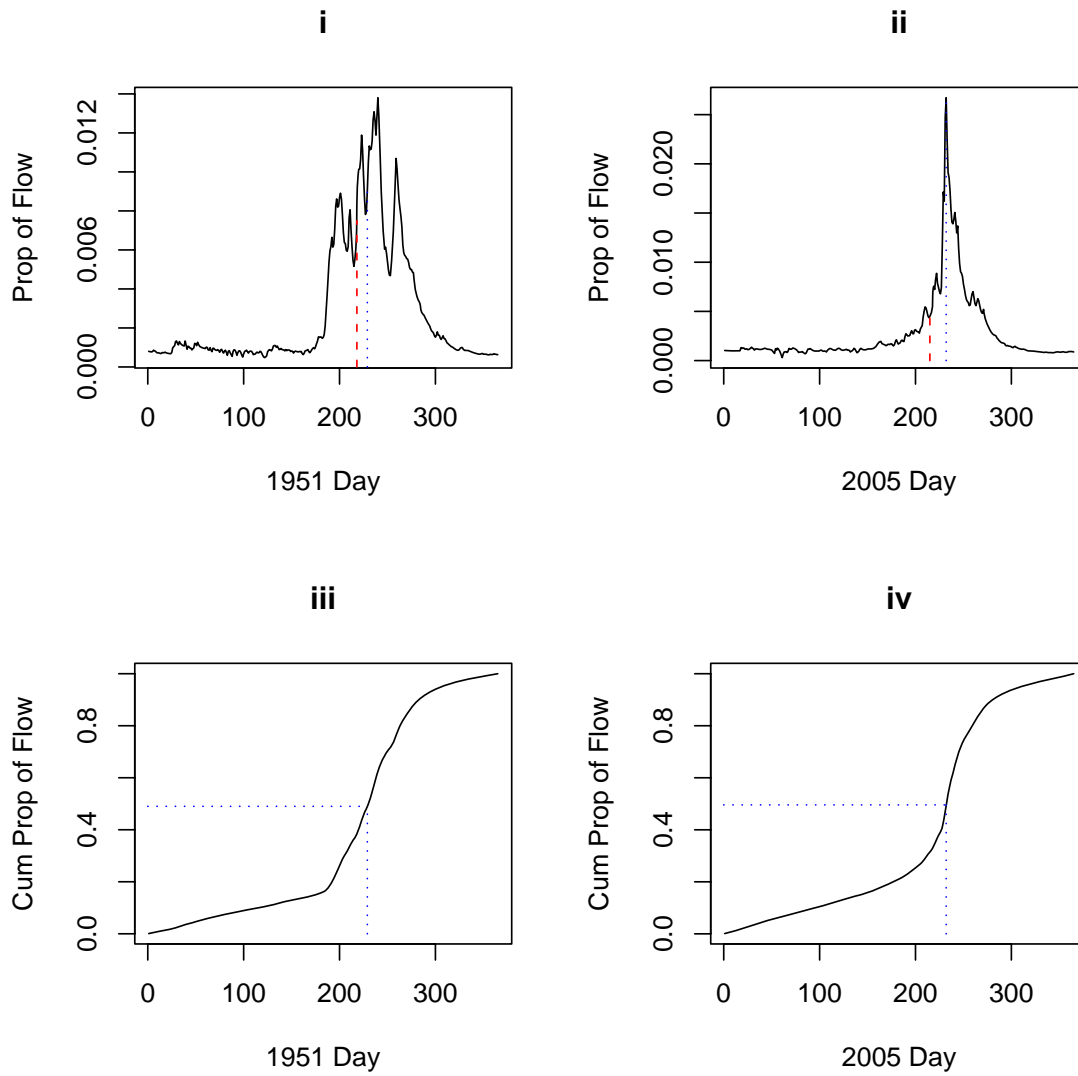 i
Prop of Flow
0.000 0.006 0.012
0 100 200 300
1951 Day
ii
Prop of Flow
0.000 0.010 0.020
0 100 200 300
2005 Day
iii
Cum Prop of Flow
0.0 0.4 0.8
0 100 200 300
1951 Day
iv
Cum Prop of Flow
0.0 0.4 0.8
0 100 200 300
2005 Day